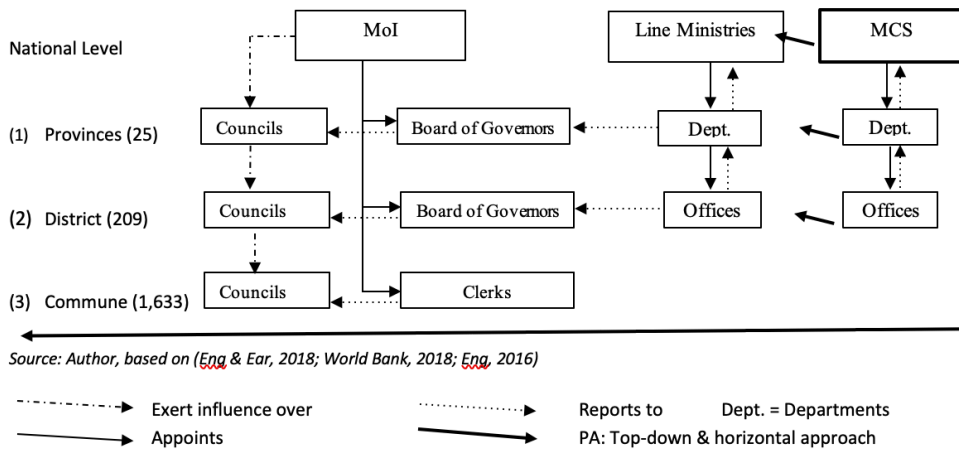 National Level
MoI
Line Ministries
MCS
(1) Provinces (25)
Councils
Board of Governors
Dept.
Dept.
(2) District (209)
Councils
Board of Governors
Offices
Offices
(3) Commune (1,633)
Councils
Clerks
Source: Author, based on (Eng & Ear, 2018; World Bank, 2018; Eng, 2016)
Exert influence over
Reports to
Dept. = Departments
Appoints
PA: Top-down & horizontal approach